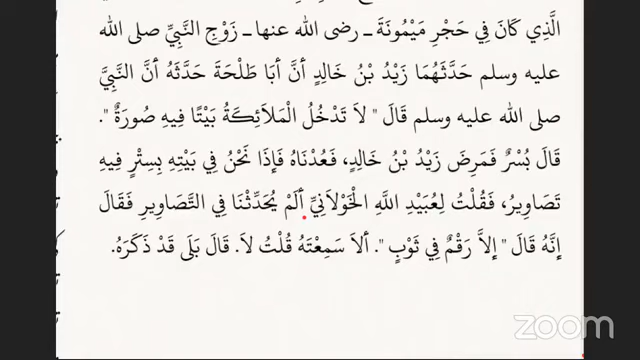 الَّذِي كَانَ فِي حَجْرِ مَيْمُونَةَ ـ رضى الله عنها ـ زَوْجِ النَّبِيِّ صلى الله
عليه وسلم حَدَّثَهُمَا زَيْدُ بْنُ خَالِدٍ أَنَّ أَبَا طَلْحَةَ حَدَّثَهُ أَنَّ النَّبِيَّ
صلى الله عليه وسلم قَالَ " لاَ تَدْخُلُ الْمَلاَئِكَةُ بَيْتًا فِيهِ صُورَةٌ ".
قَالَ بُسْرٌ فَمَرِضَ زَيْدُ بْنُ خَالِدٍ، فَعُدْنَاهُ فَإِذَا نَحْنُ فِي بَيْتِهِ بِسِتْرٍ فِيهِ
تَصَاوِيرُ، فَقُلْتُ لِعُبَيْدِ اللَّهِ الْخَوْلاَنِيِّ أَلَمْ يُحَدِّثْنَا فِي التَّصَاوِيرِ فَقَالَ
إِنَّهُ قَالَ " إِلاَّ رَقْمٌ فِي ثَوْبٍ ". أَلاَ سَمِعْتَهُ قُلْتُ لاَ. قَالَ بَلَى قَدْ ذَكَرَهُ.
zoom